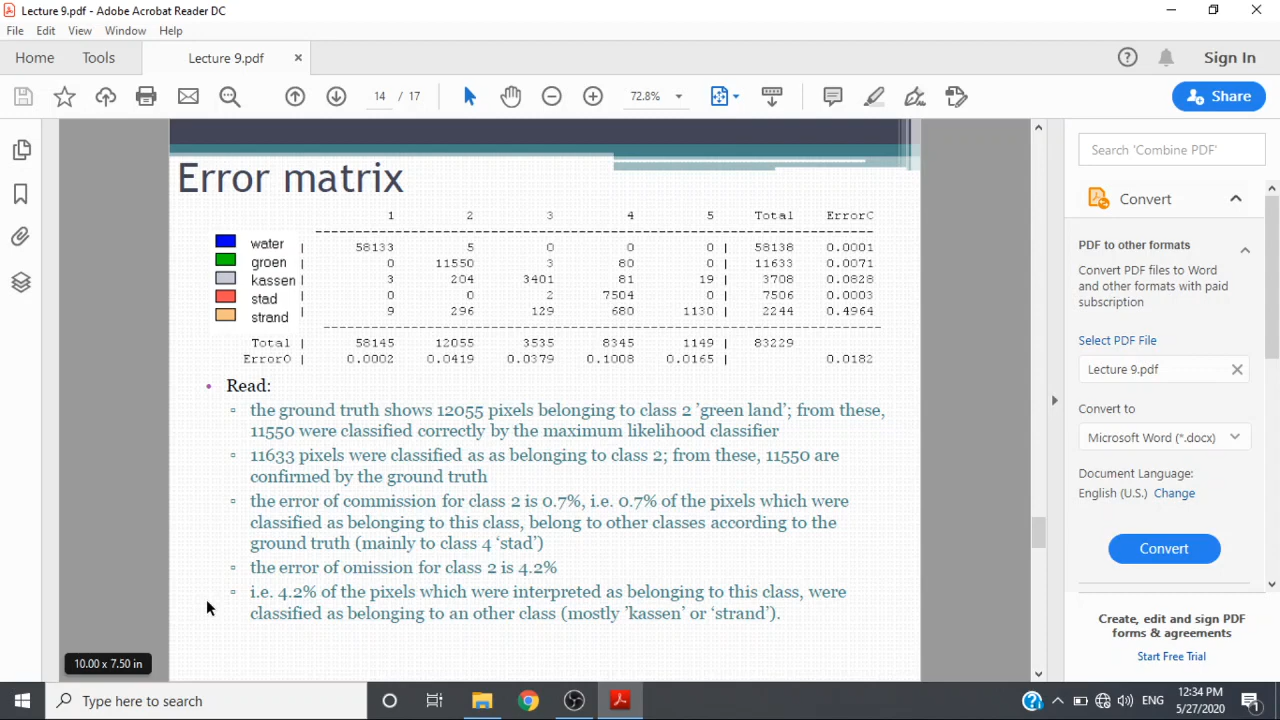 Lecture 9.pdf - Adobe Acrobat Reader DC
File Edit View Window Help
Home Tools Lecture 9.pdf × Sign In
14 / 17 72.8% Share
Error matrix
1 2 3 4 5 Total ErrorC
water | 58133 5 0 0 0 | 58138 0.0001
groen | 0 11550 3 80 0 | 11633 0.0071
kassen | 3 204 3401 81 19 | 3708 0.0828
stad | 0 0 2 7504 0 | 7506 0.0003
strand | 9 296 129 680 1130 | 2244 0.4964
Total | 58145 12055 3535 8345 1149 | 83229
ErrorO | 0.0002 0.0419 0.0379 0.1008 0.0165 | 0.0182
• Read:
▫ the ground truth shows 12055 pixels belonging to class 2 ’green land’; from these,
11550 were classified correctly by the maximum likelihood classifier
▫ 11633 pixels were classified as as belonging to class 2; from these, 11550 are
confirmed by the ground truth
▫ the error of commission for class 2 is 0.7%, i.e. 0.7% of the pixels which were
classified as belonging to this class, belong to other classes according to the
ground truth (mainly to class 4 ‘stad’)
▫ the error of omission for class 2 is 4.2%
▫ i.e. 4.2% of the pixels which were interpreted as belonging to this class, were
classified as belonging to an other class (mostly ’kassen’ or ‘strand’).
10.00 x 7.50 in
Search 'Combine PDF'
Convert
PDF to other formats
Convert PDF files to Word
and other formats with paid
subscription
Select PDF File
Lecture 9.pdf
Convert to
Microsoft Word (*.docx)
Document Language:
English (U.S.) Change
Convert
Create, edit and sign PDF
forms & agreements
Start Free Trial
Type here to search
ENG
12:34 PM
5/27/2020
1